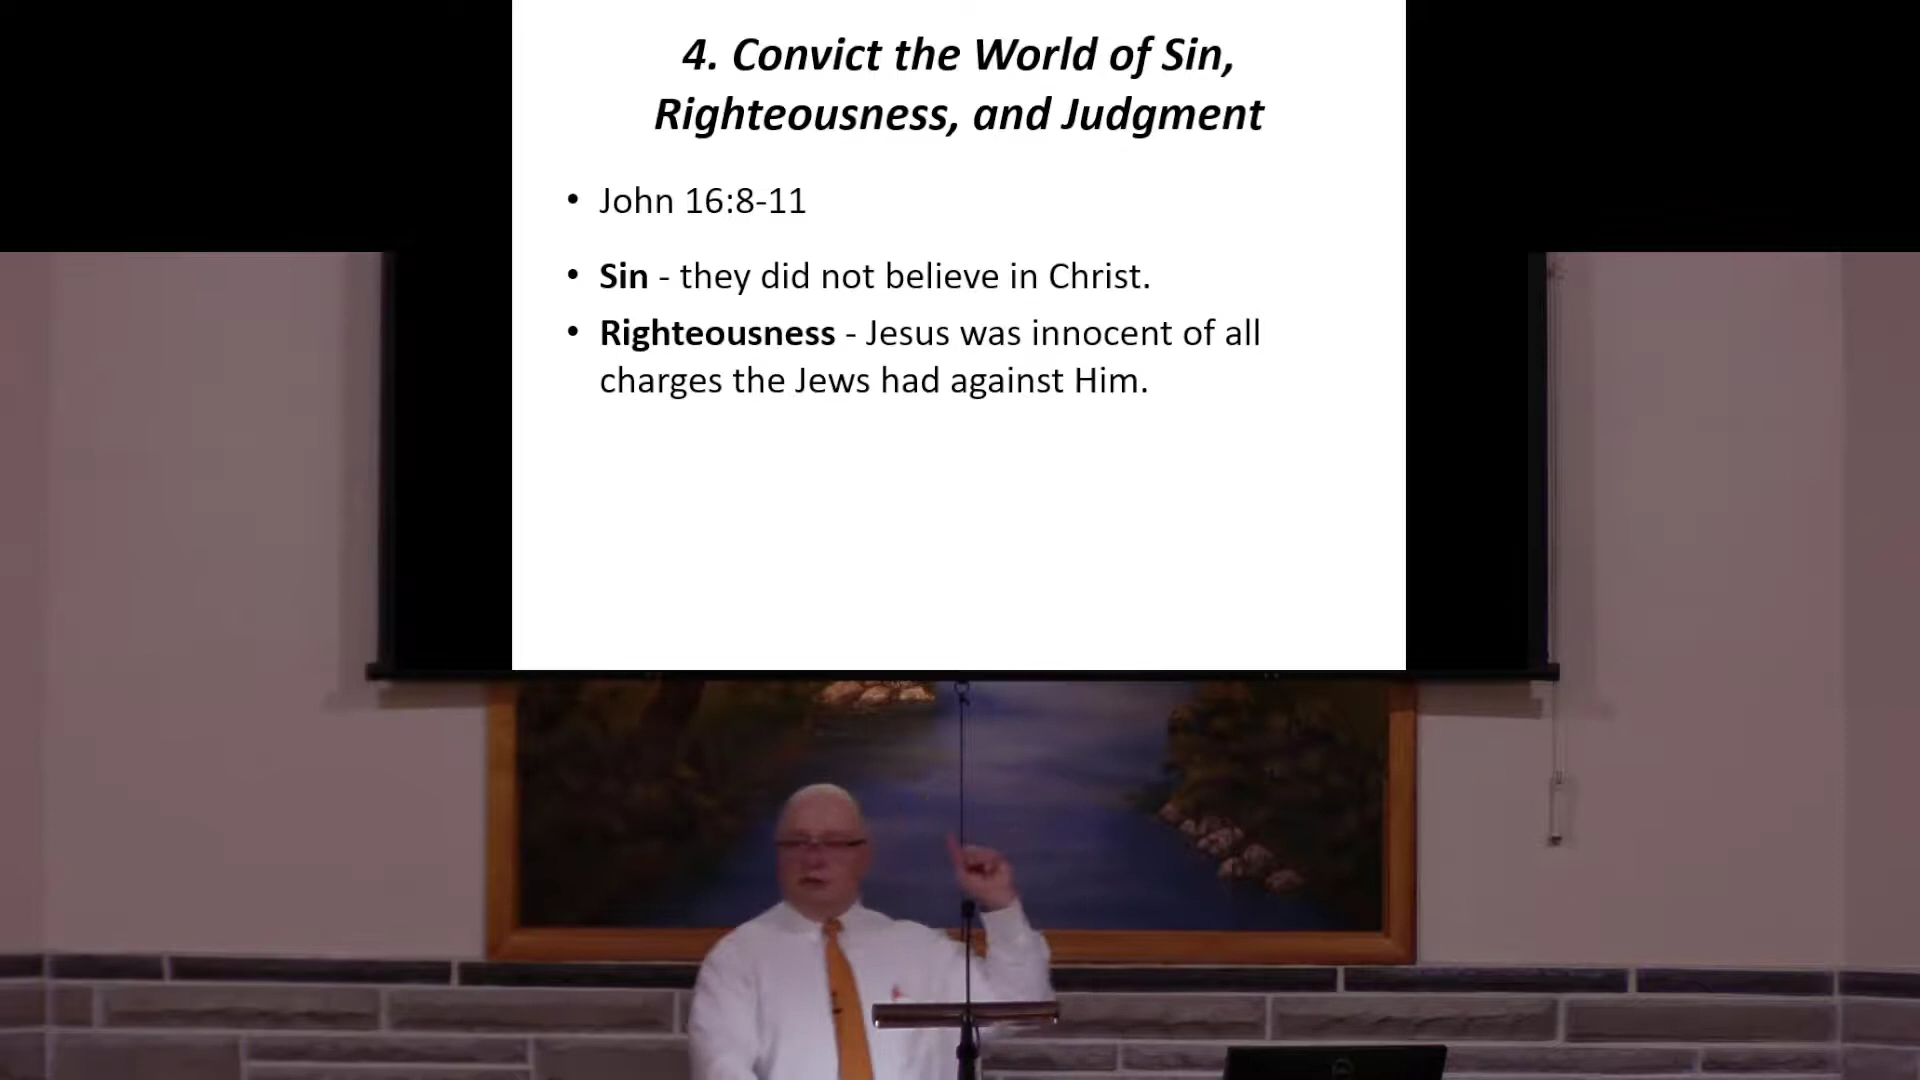 4. Convict the World of Sin,
Righteousness, and Judgment
• John 16:8-11
• Sin - they did not believe in Christ.
• Righteousness - Jesus was innocent of all
charges the Jews had against Him.